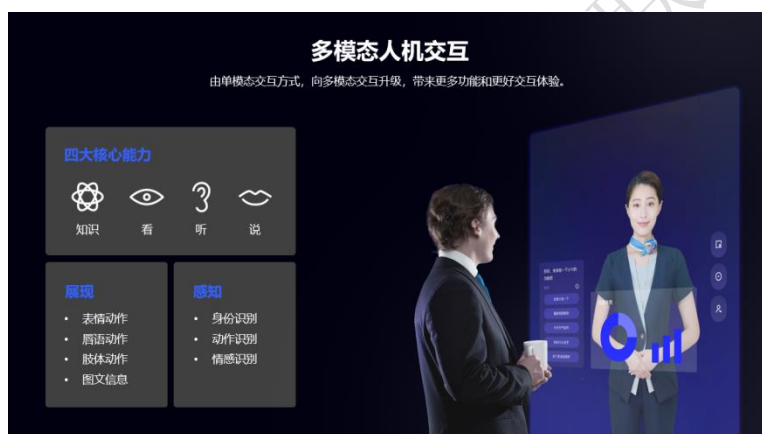 多模态人机交互
由单模态交互方式，向多模态交互升级，带来更多功能和更好交互体验。
四大核心能力
知识 看 听 说
展现
• 表情动作
• 唇语动作
• 肢体动作
• 图文信息
感知
• 身份识别
• 动作识别
• 情感识别